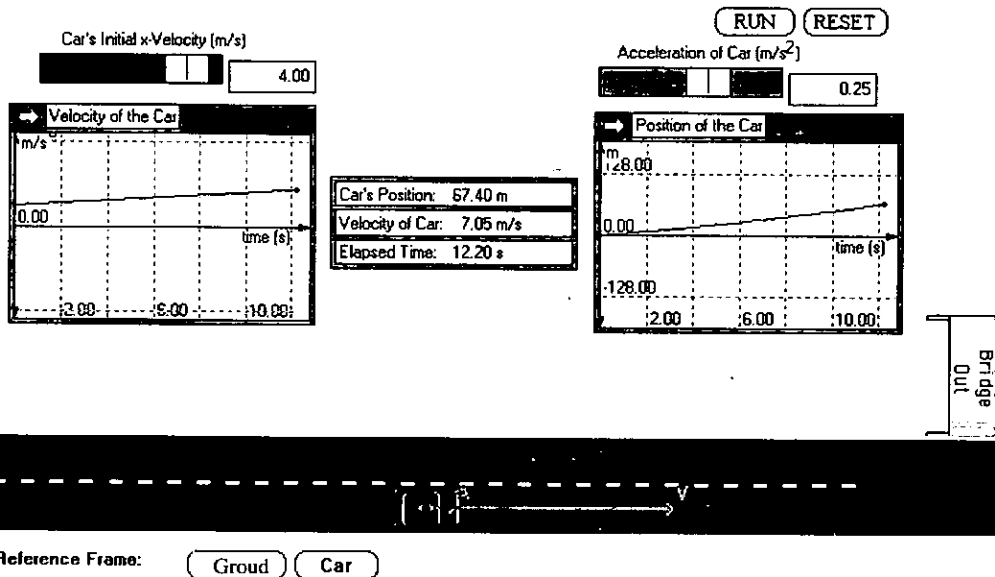 RUN RESET
Car's Initial x-Velocity (m/s)
4.00
Acceleration of Car (m/s²)
0.25
Velocity of the Car
m/s
0.00
time (s)
2.00 6.00 10.00
Car's Position: 67.40 m
Velocity of Car: 7.05 m/s
Elapsed Time: 12.20 s
Position of the Car
m
128.00
0.00
time (s)
-128.00
2.00 6.00 10.00
Bridge
Out
a V
Reference Frame: Groud Car